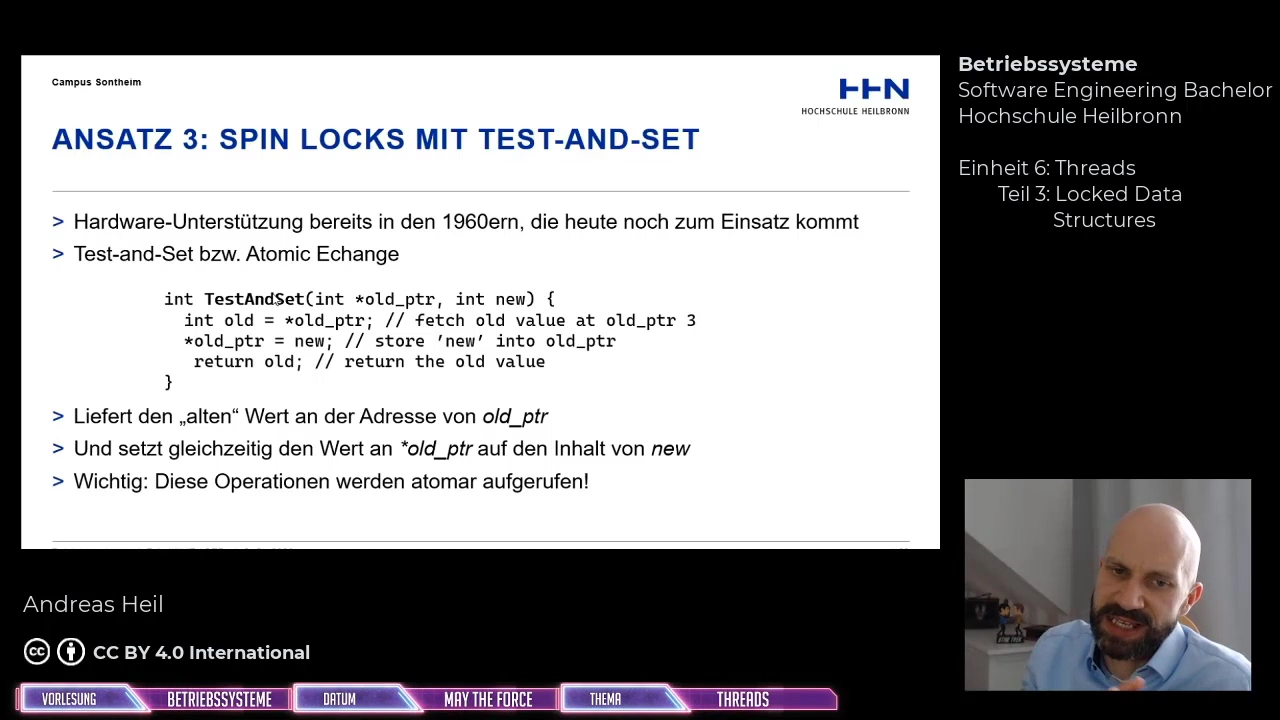 Campus Sontheim
HHN
HOCHSCHULE HEILBRONN
ANSATZ 3: SPIN LOCKS MIT TEST-AND-SET
> Hardware-Unterstützung bereits in den 1960ern, die heute noch zum Einsatz kommt
> Test-and-Set bzw. Atomic Echange
int TestAndSet(int *old_ptr, int new) {
int old = *old_ptr; // fetch old value at old_ptr 3
*old_ptr = new; // store ’new’ into old_ptr
return old; // return the old value
}
> Liefert den „alten“ Wert an der Adresse von old_ptr
> Und setzt gleichzeitig den Wert an *old_ptr auf den Inhalt von new
> Wichtig: Diese Operationen werden atomar aufgerufen!
Betriebssysteme
Software Engineering Bachelor
Hochschule Heilbronn
Einheit 6: Threads
Teil 3: Locked Data
Structures
STAR TREK
Andreas Heil
cc CC BY 4.0 International
VORLESUNG BETRIEBSSYSTEME DATUM MAY THE FORCE THEMA THREADS